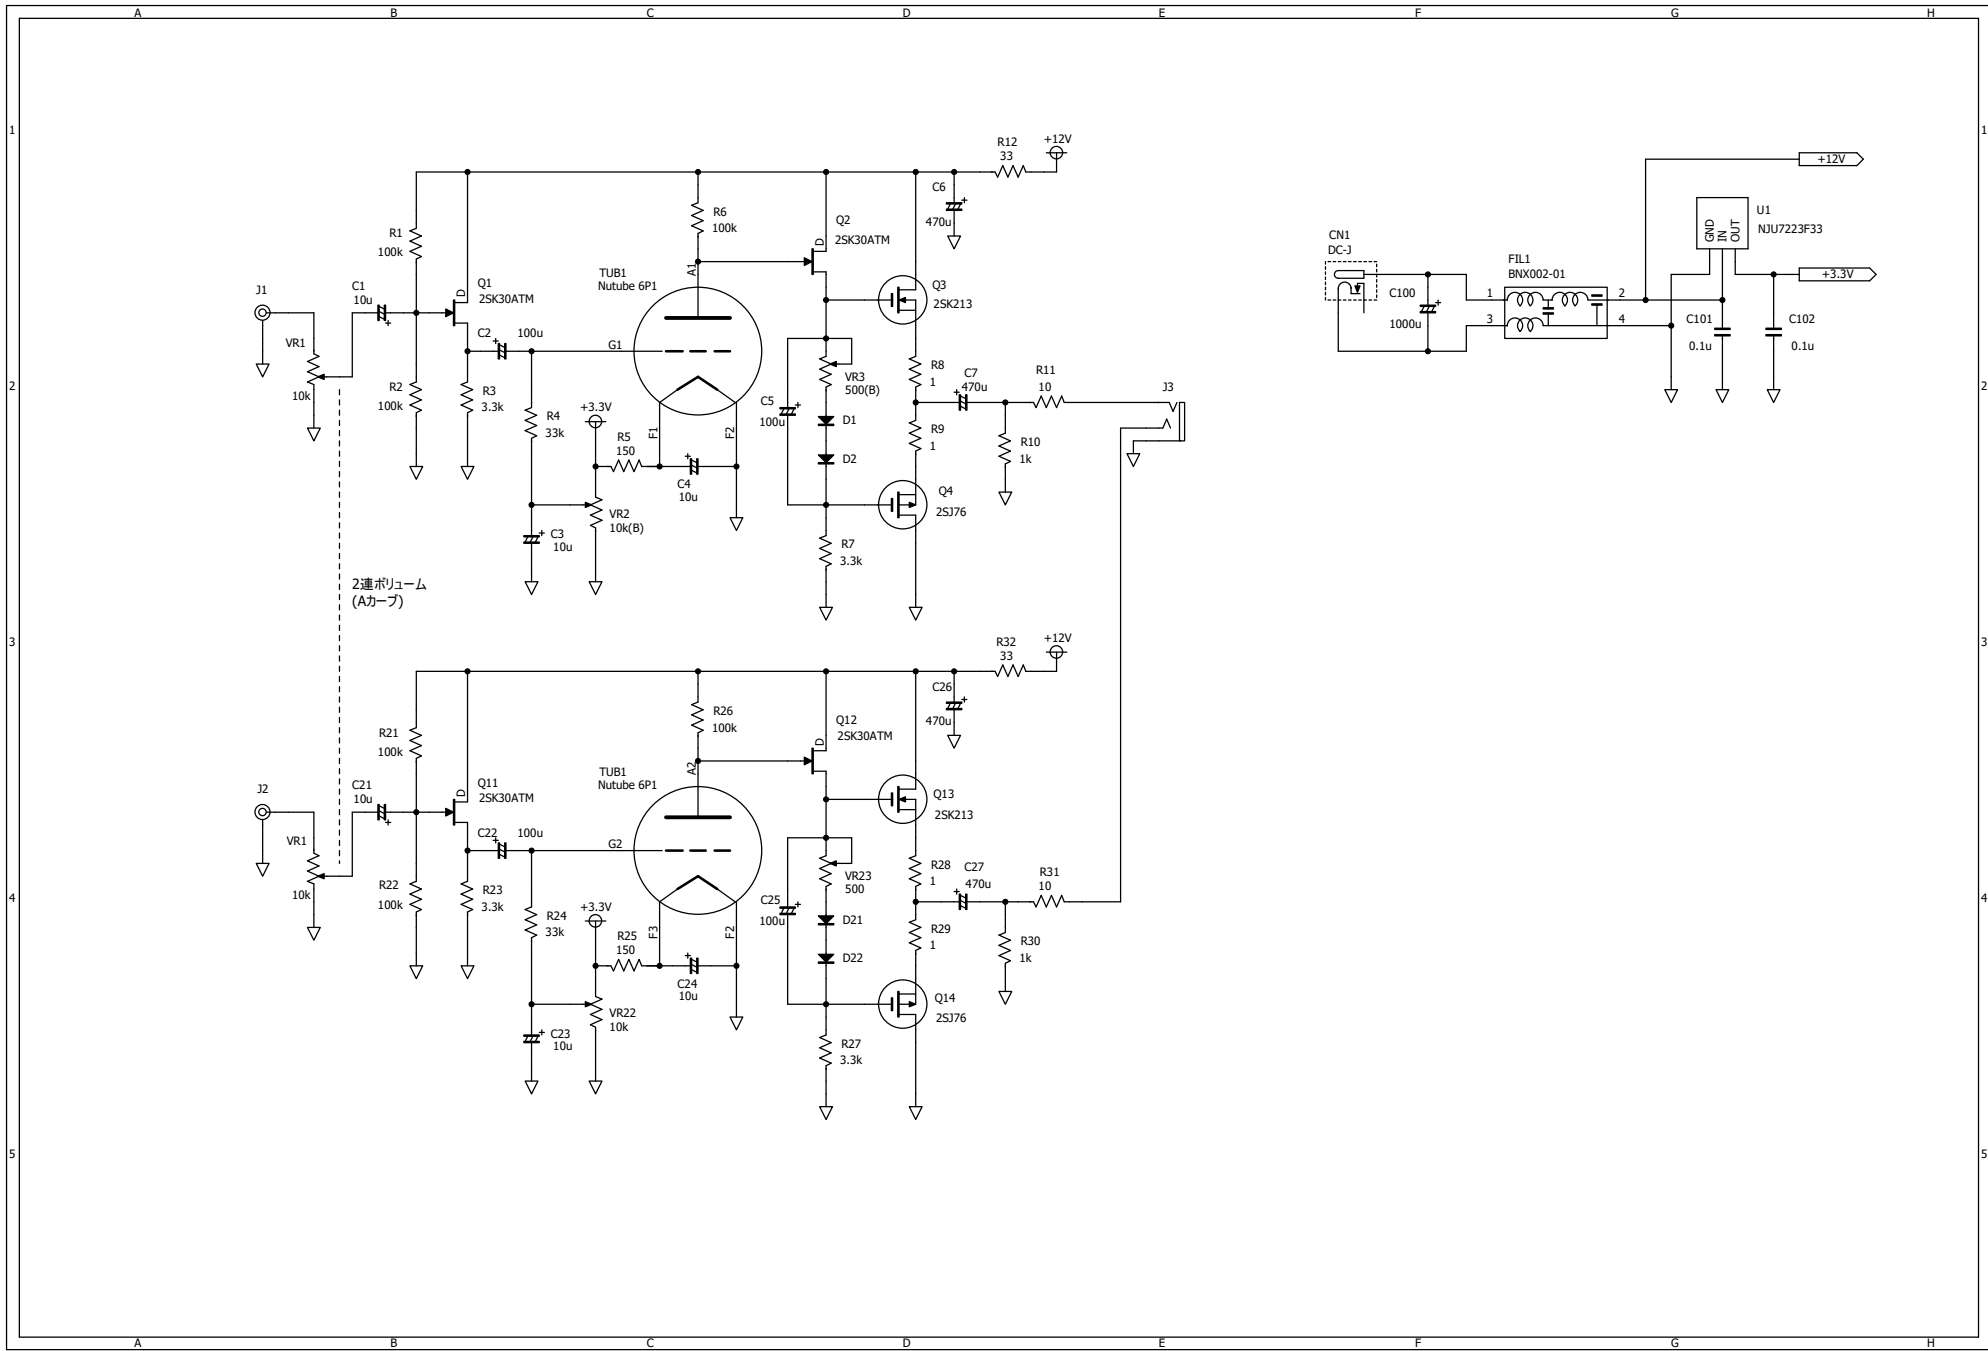 A B C D E F G H
1 1
2 2
3 3
4 4
5 5
J1
VR1
10k
C1
10u
+
R1
100k
R2
100k
D
Q1
2SK30ATM
R3
3.3k
C2
100u
+
R4
33k
C3
10u
+
+3.3V
VR2
10k(B)
R5
150
TUB1
Nutube 6P1
G1
A1
F1
F2
C4
10u
+
R6
100k
D
Q2
2SK30ATM
C5
100u
+
VR3
500(B)
D1
D2
R7
3.3k
Q3
2SK213
R8
1
R9
1
Q4
2SJ76
C6
470u
+
R12
33
+12V
C7
470u
+
R11
10
R10
1k
J3
2連ボリューム
(Aカーブ)
J2
VR1
10k
C21
10u
+
R21
100k
R22
100k
D
Q11
2SK30ATM
R23
3.3k
C22
100u
+
R24
33k
C23
10u
+
+3.3V
VR22
10k
R25
150
TUB1
Nutube 6P1
G2
A2
F3
F2
C24
10u
+
R26
100k
D
Q12
2SK30ATM
C25
100u
+
VR23
500
D21
D22
R27
3.3k
Q13
2SK213
R28
1
R29
1
Q14
2SJ76
C26
470u
+
R32
33
+12V
C27
470u
+
R31
10
R30
1k
CN1
DC-J
C100
1000u
+
FIL1
BNX002-01
1
2
3
4
+12V
U1
NJU7223F33
GND
IN
OUT
+3.3V
C101
0.1u
C102
0.1u
A B C D E F G H